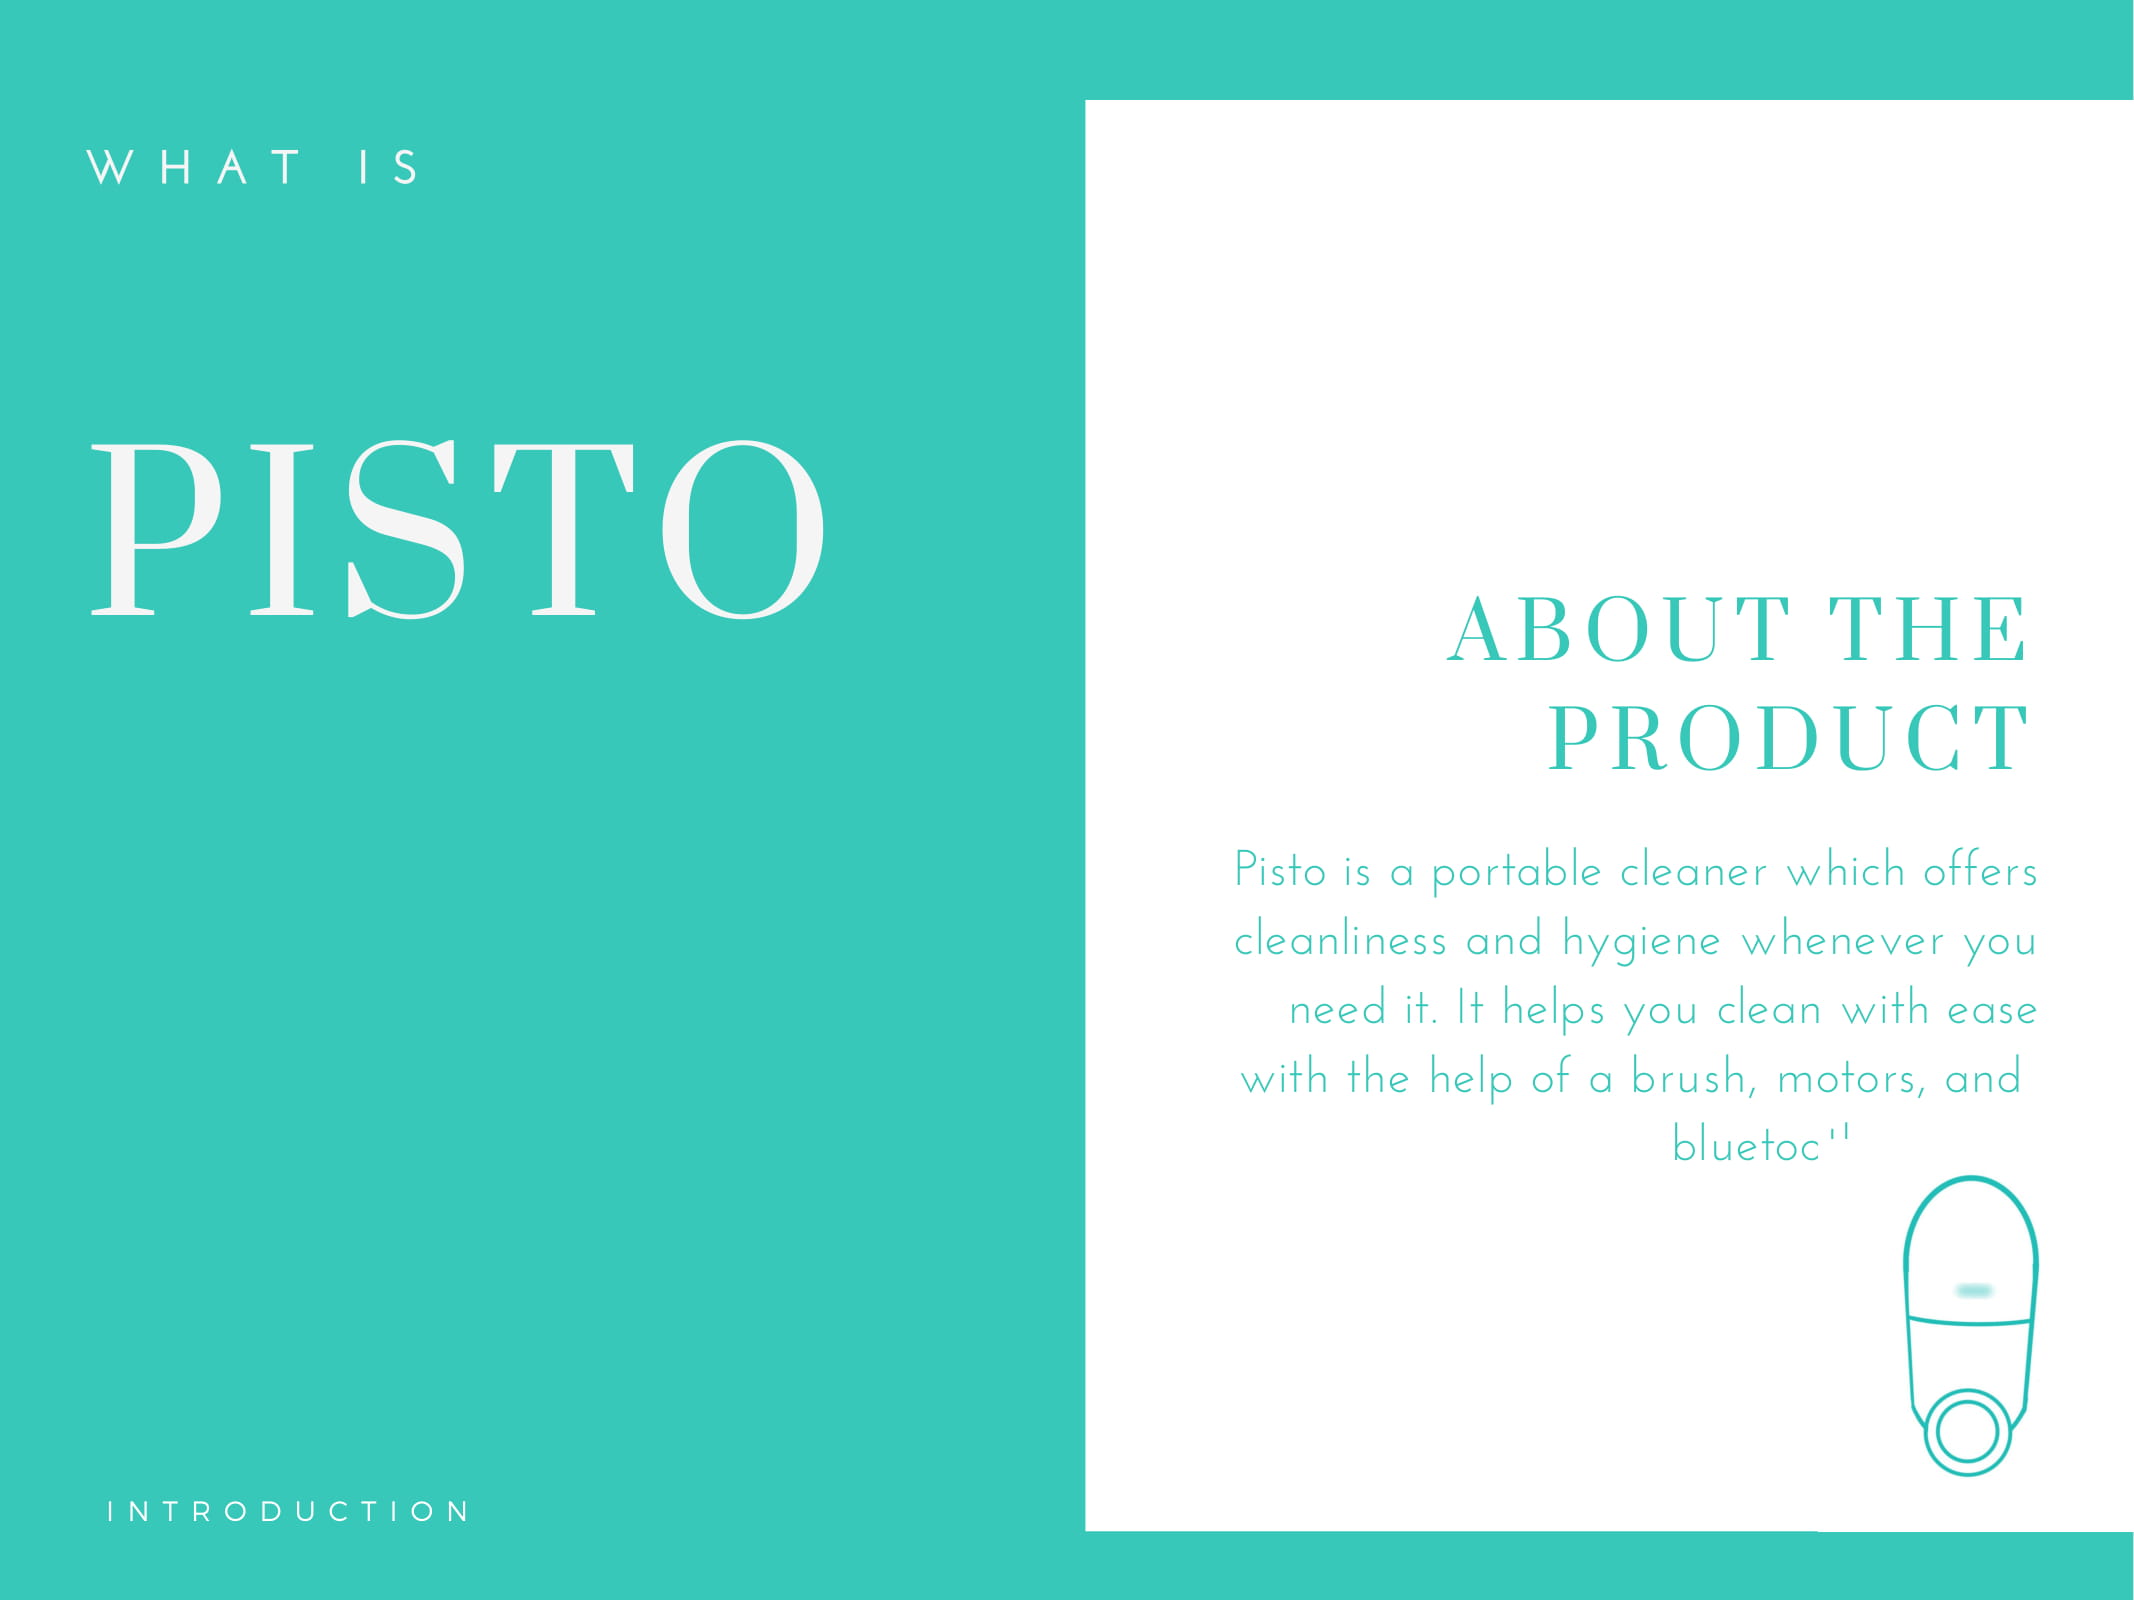 WHAT IS
PISTO
INTRODUCTION
ABOUT THE
PRODUCT
Pisto is a portable cleaner which offers
cleanliness and hygiene whenever you
need it. It helps you clean with ease
with the help of a brush, motors, and